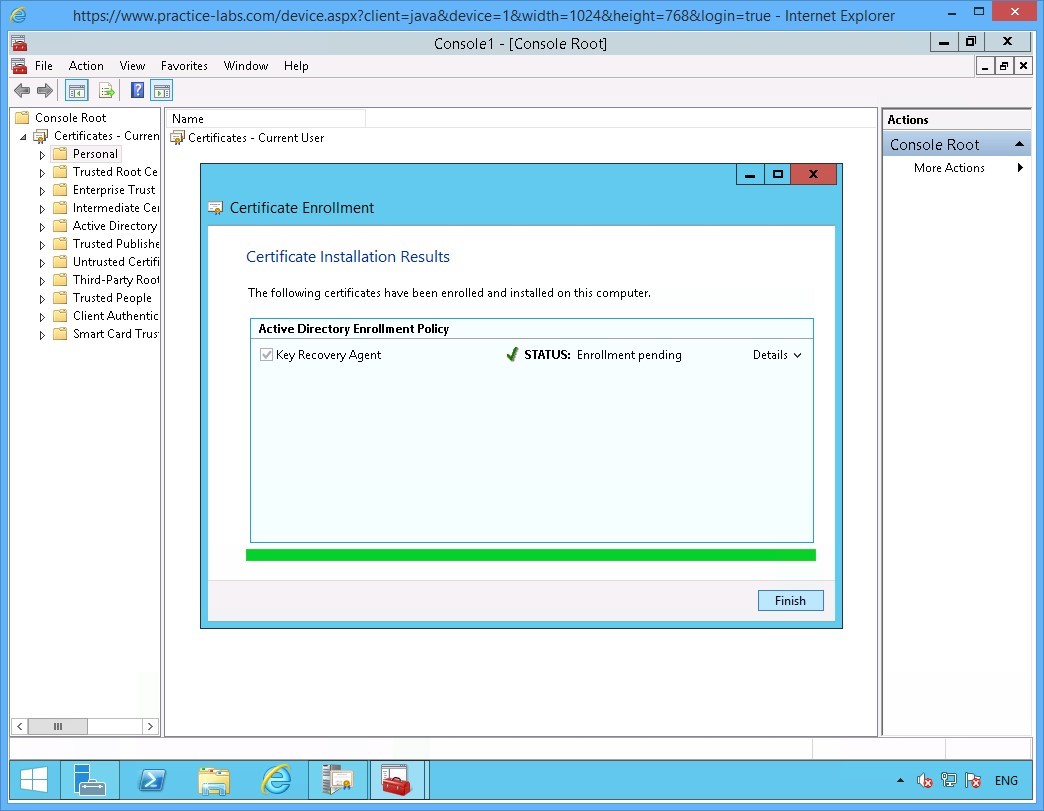 https://www.practice-labs.com/device.aspx?client=java&device=1&width=1024&height=768&login=true - Internet Explorer
Console1 - [Console Root]
File Action View Favorites Window Help
Console Root
Certificates - Curren
Personal
Trusted Root Ce
Enterprise Trust
Intermediate Cer
Active Directory
Trusted Publishe
Untrusted Certifi
Third-Party Root
Trusted People
Client Authentic
Smart Card Trus
Name
Certificates - Current User
Certificate Enrollment
Certificate Installation Results
The following certificates have been enrolled and installed on this computer.
Active Directory Enrollment Policy
Key Recovery Agent STATUS: Enrollment pending Details
Finish
Actions
Console Root
More Actions
ENG